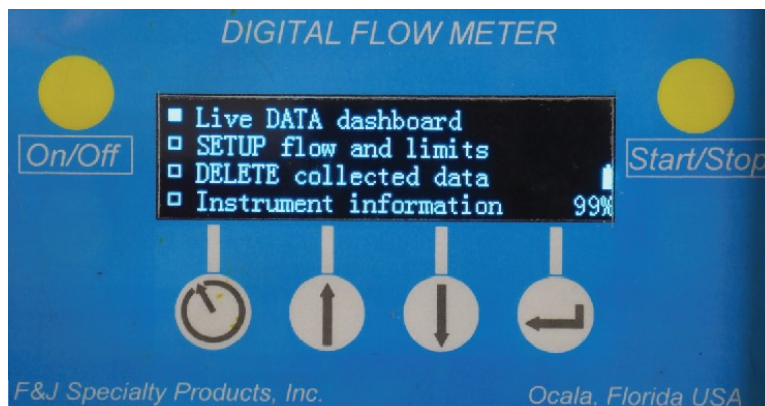 DIGITAL FLOW METER
On/Off
Live DATA dashboard
SETUP flow and limits
DELETE collected data
Instrument information 99%
Start/Stop
F&J Specialty Products, Inc.
Ocala, Florida USA